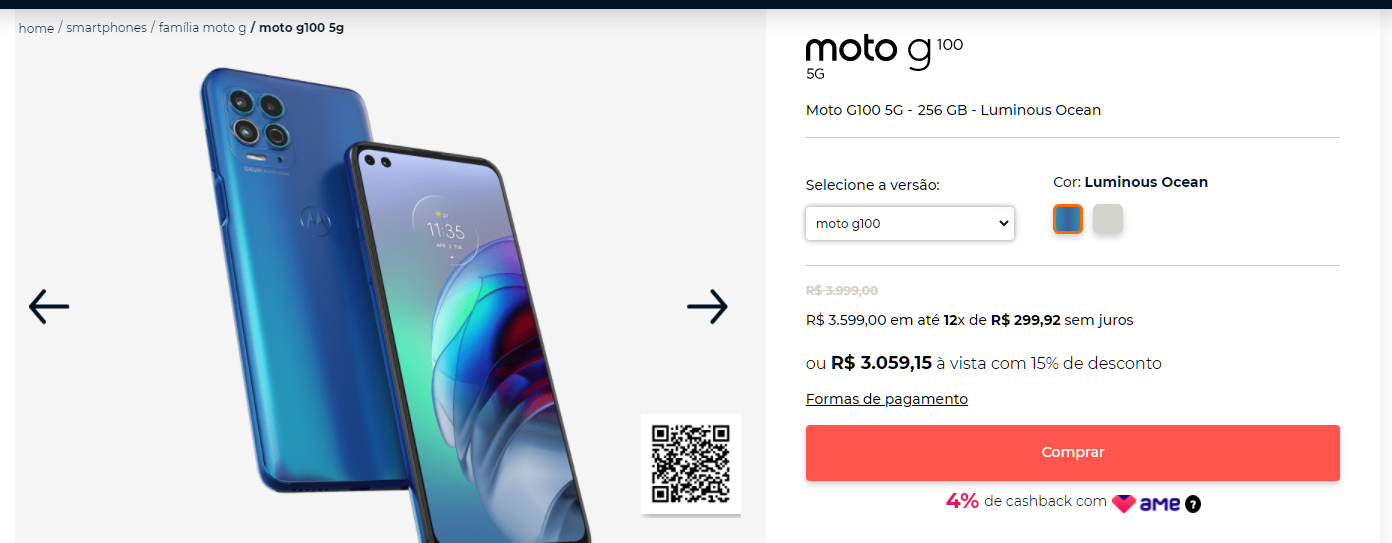 home / smartphones / família moto g / moto g100 5g
moto g 100
5G
Moto G100 5G - 256 GB - Luminous Ocean
Selecione a versão:
moto g100
Cor: Luminous Ocean
11:35
R$ 3.999,00
R$ 3.599,00 em até 12x de R$ 299,92 sem juros
ou R$ 3.059,15 à vista com 15% de desconto
Formas de pagamento
Comprar
4% de cashback com AME ?